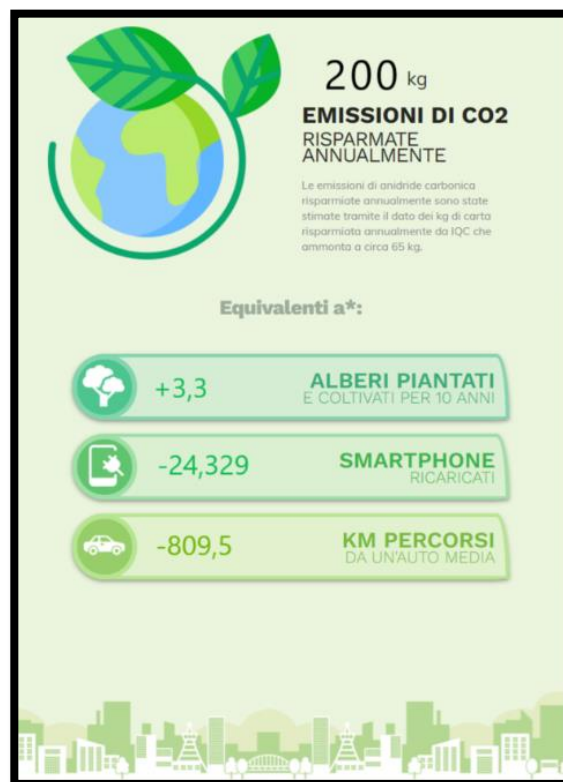 200 kg
EMISSIONI DI CO2
RISPARMATE
ANNUALMENTE
Le emissioni di anidride carbonica
risparmiate annualmente sono state
stimate tramite il dato dei kg di carta
risparmiata annualmente da IQC che
ammonta a circa 65 kg.
Equivalenti a*:
+3,3 ALBERI PIANTATI
E COLTIVATI PER 10 ANNI
-24,329 SMARTPHONE
RICARICATI
-809,5 KM PERCORSI
DA UN'AUTO MEDIA